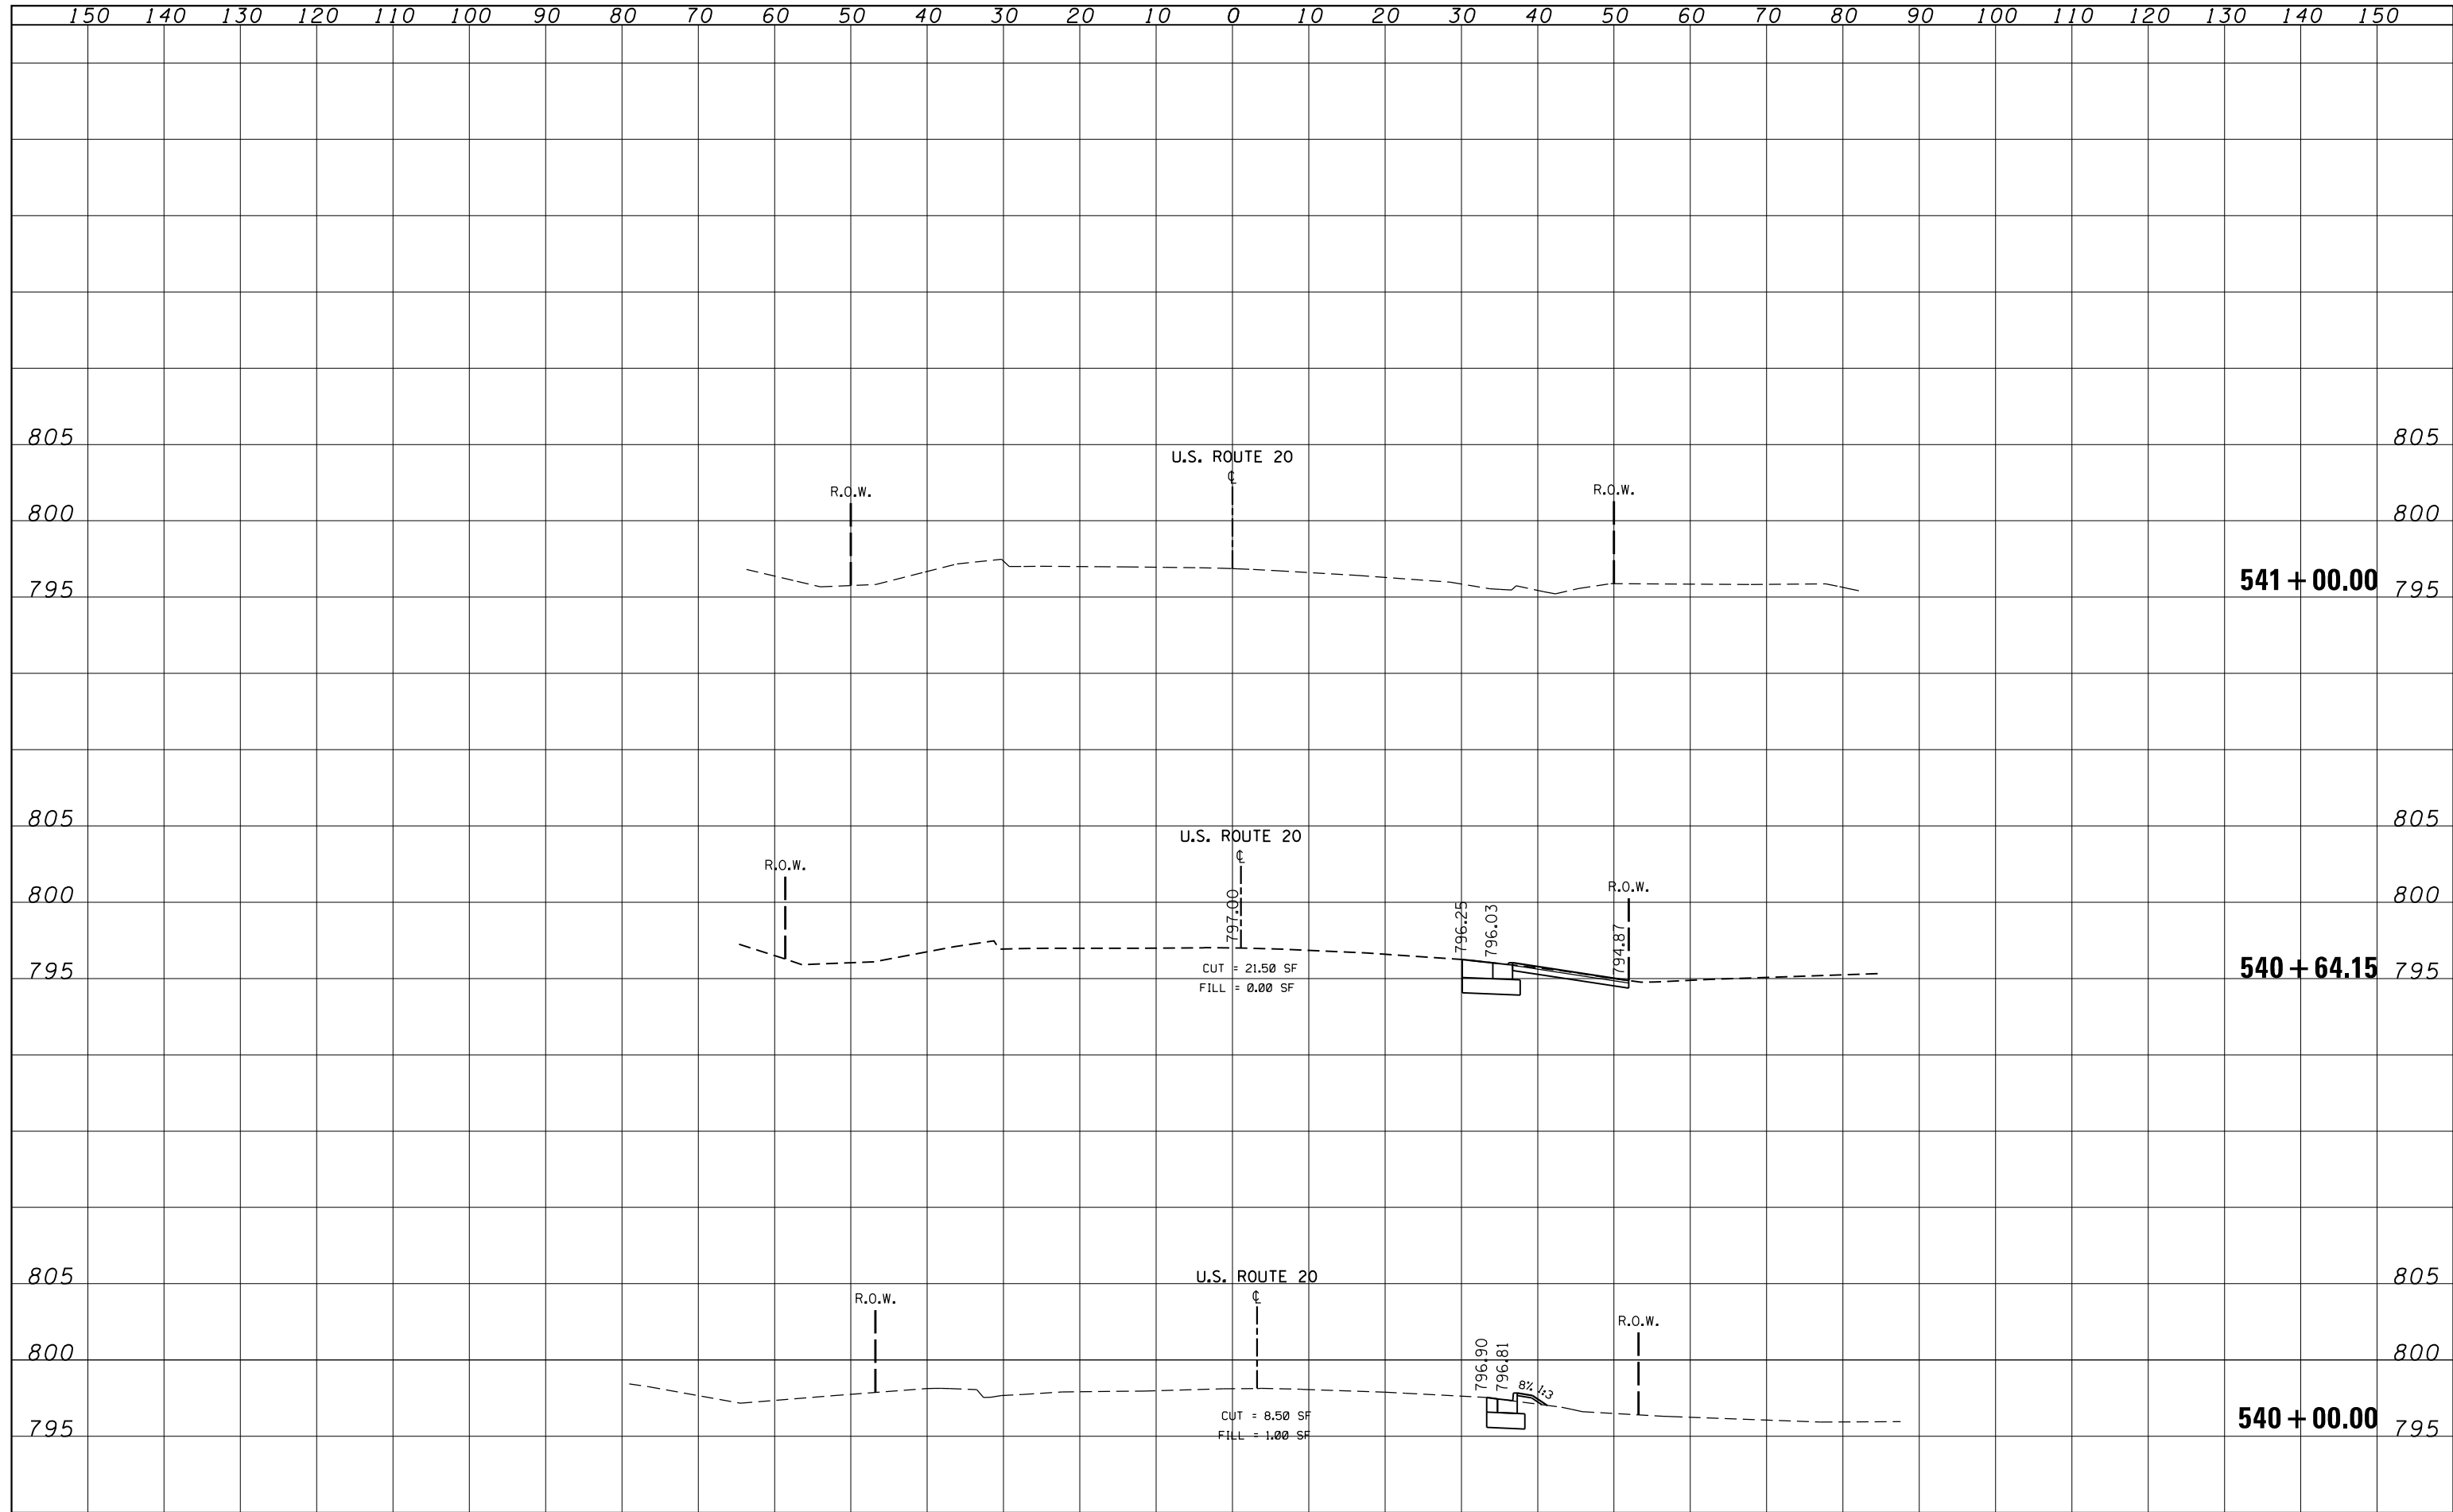 150 140 130 120 110 100 90 80 70 60 50 40 30 20 10 0 10 20 30 40 50 60 70 80 90 100 110 120 130 140 150
805 805
U.S. ROUTE 20
℄
R.O.W. R.O.W.
800 800
541+00.00
795 795
805 805
U.S. ROUTE 20
℄
R.O.W. R.O.W.
800 800
797.00 796.25 796.03 794.87
CUT = 21.50 SF
540+64.15
795 795
FILL = 0.00 SF
805 805
U.S. ROUTE 20
℄
R.O.W. R.O.W.
800 800
796.90 796.81
8% 1:3
CUT = 8.50 SF
540+00.00
795 795
FILL = 1.00 SF